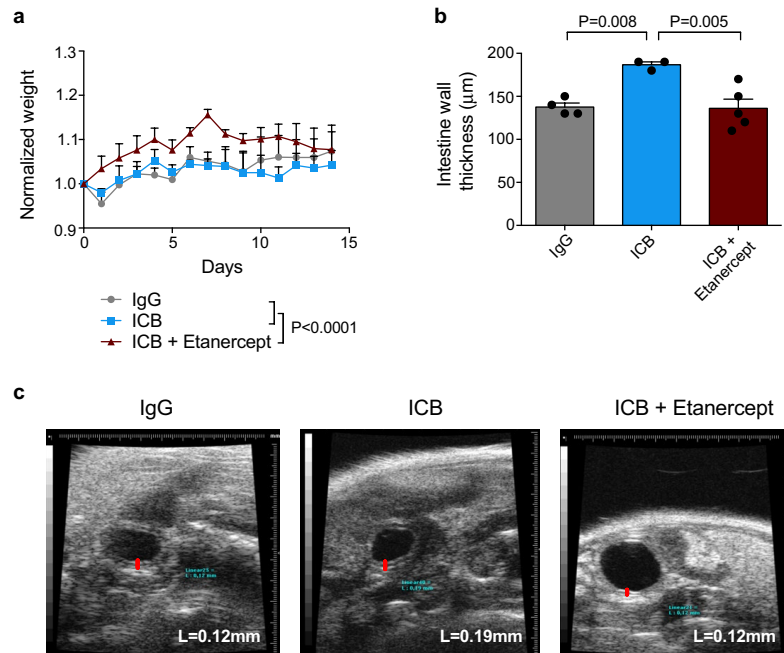 a
Normalized weight
1.3
1.2
1.1
1.0
0.9
0
5
10
15
Days
IgG
ICB
ICB + Etanercept
P<0.0001
b
P=0.008
P=0.005
Intestine wall
thickness (μm)
200
150
100
50
0
IgG
ICB
ICB +
Etanercept
c
IgG
ICB
ICB + Etanercept
L=0.12mm
L=0.19mm
L=0.12mm